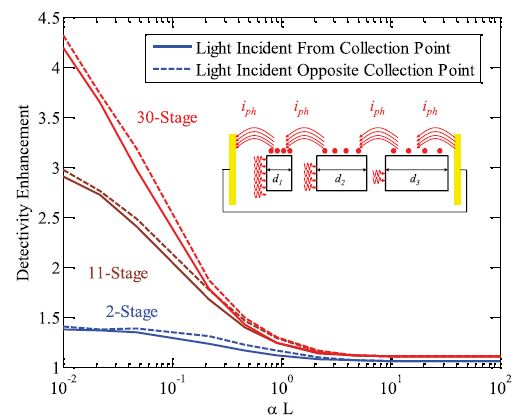 4.5
4
3.5
3
2.5
2
1.5
1
Detectivity Enhancement
Light Incident From Collection Point
Light Incident Opposite Collection Point
iph iph iph iph
d1 d2 d3
30-Stage
11-Stage
2-Stage
10-2 10-1 100 101 102
α L